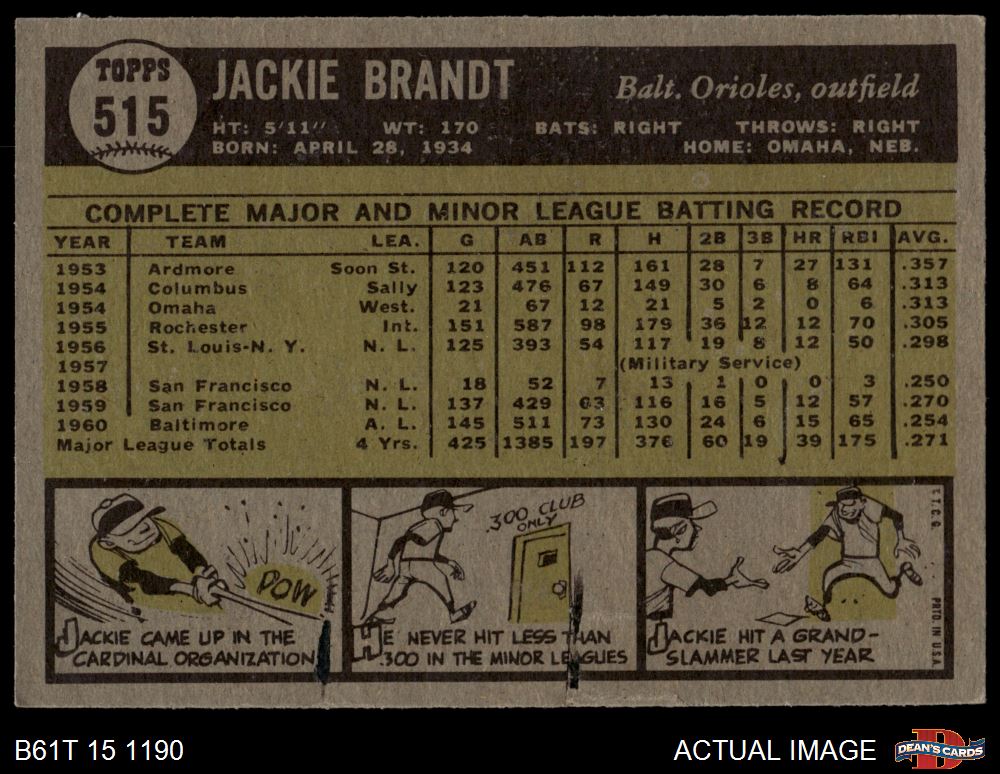 TOPPS
515
JACKIE BRANDT
Balt. Orioles, outfield
HT: 5'11" WT: 170 BATS: RIGHT THROWS: RIGHT
BORN: APRIL 28, 1934 HOME: OMAHA, NEB.
COMPLETE MAJOR AND MINOR LEAGUE BATTING RECORD
YEAR TEAM LEA. G AB R H 2B 3B HR RBI AVG.
1953 Ardmore Soon St. 120 451 112 161 28 7 27 131 .357
1954 Columbus Sally 123 476 67 149 30 6 8 64 .313
1954 Omaha West. 21 67 12 21 5 2 0 6 .313
1955 Rochester Int. 151 587 98 179 36 12 12 70 .305
1956 St. Louis-N. Y. N. L. 125 393 54 117 19 8 12 50 .298
1957 (Military Service)
1958 San Francisco N. L. 18 52 7 13 1 0 0 3 .250
1959 San Francisco N. L. 137 429 63 116 16 5 12 57 .270
1960 Baltimore A. L. 145 511 73 130 24 6 15 65 .254
Major League Totals 4 Yrs. 425 1385 197 376 60 19 39 175 .271
POW
JACKIE CAME UP IN THE
CARDINAL ORGANIZATION
.300 CLUB
ONLY
HE NEVER HIT LESS THAN
.300 IN THE MINOR LEAGUES
JACKIE HIT A GRAND-
SLAMMER LAST YEAR
©T.C.G. PRTD. IN U.S.A.
B61T 15 1190
ACTUAL IMAGE
DEAN'S CARDS